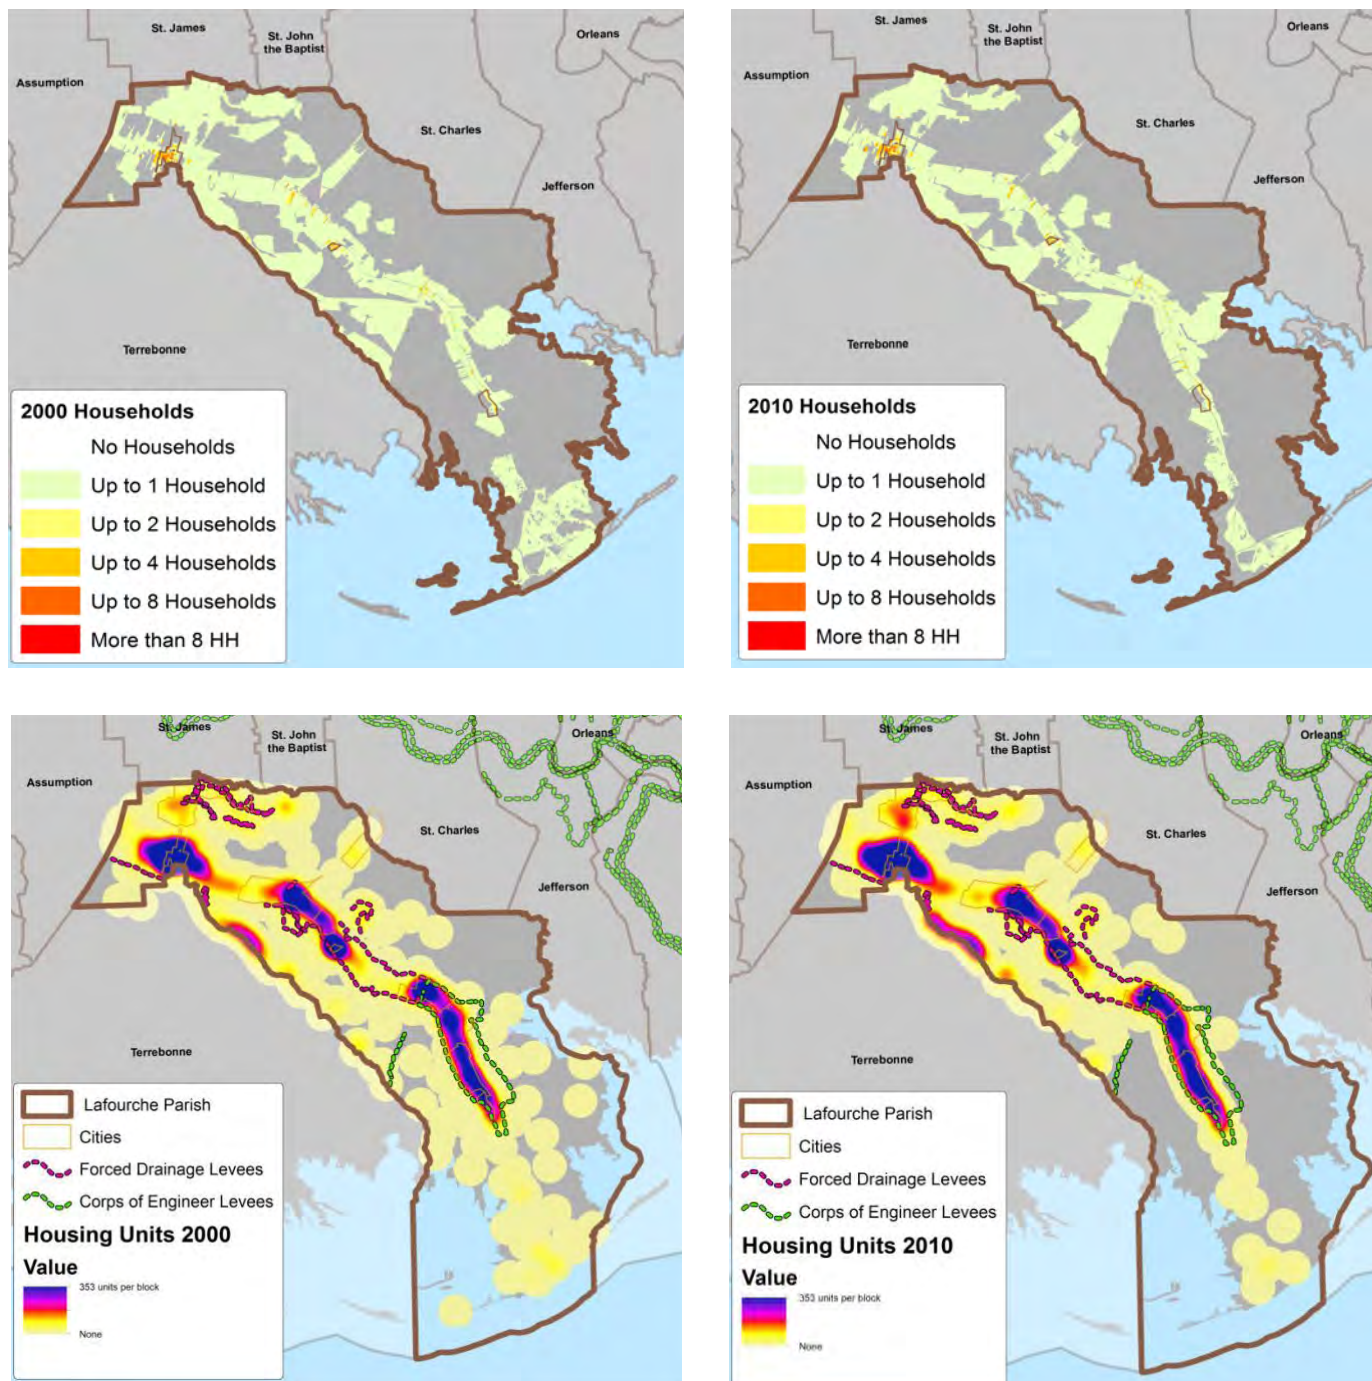 St. James
St. John
the Baptist
Orleans
Assumption
St. Charles
Jefferson
Terrebonne
2000 Households
No Households
Up to 1 Household
Up to 2 Households
Up to 4 Households
Up to 8 Households
More than 8 HH
St. James
St. John
the Baptist
Orleans
Assumption
St. Charles
Jefferson
Terrebonne
2010 Households
No Households
Up to 1 Household
Up to 2 Households
Up to 4 Households
Up to 8 Households
More than 8 HH
St. James
St. John
the Baptist
Orleans
Assumption
St. Charles
Jefferson
Terrebonne
Lafourche Parish
Cities
Forced Drainage Levees
Corps of Engineer Levees
Housing Units 2000
Value
353 units per block
None
St. James
St. John
the Baptist
Orleans
Assumption
St. Charles
Jefferson
Terrebonne
Lafourche Parish
Cities
Forced Drainage Levees
Corps of Engineer Levees
Housing Units 2010
Value
353 units per block
None